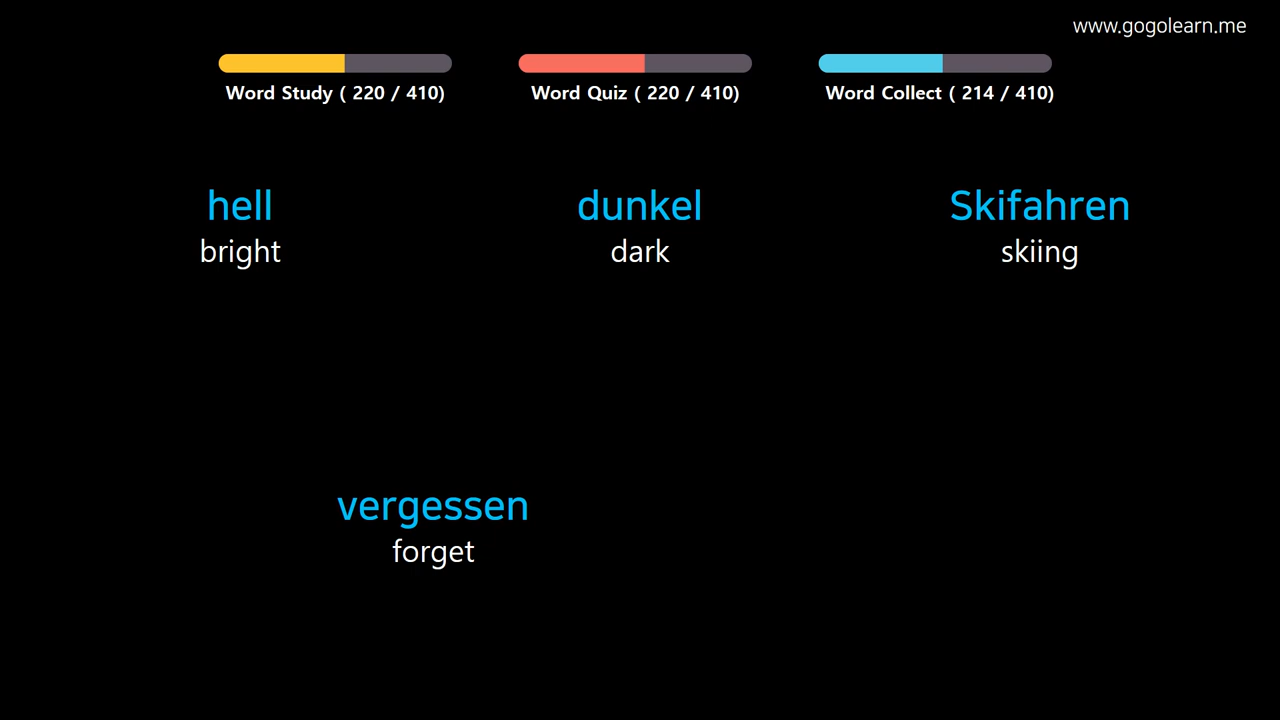 www.gogolearn.me
Word Study ( 220 / 410)
Word Quiz ( 220 / 410)
Word Collect ( 214 / 410)
hell
bright
dunkel
dark
Skifahren
skiing
vergessen
forget